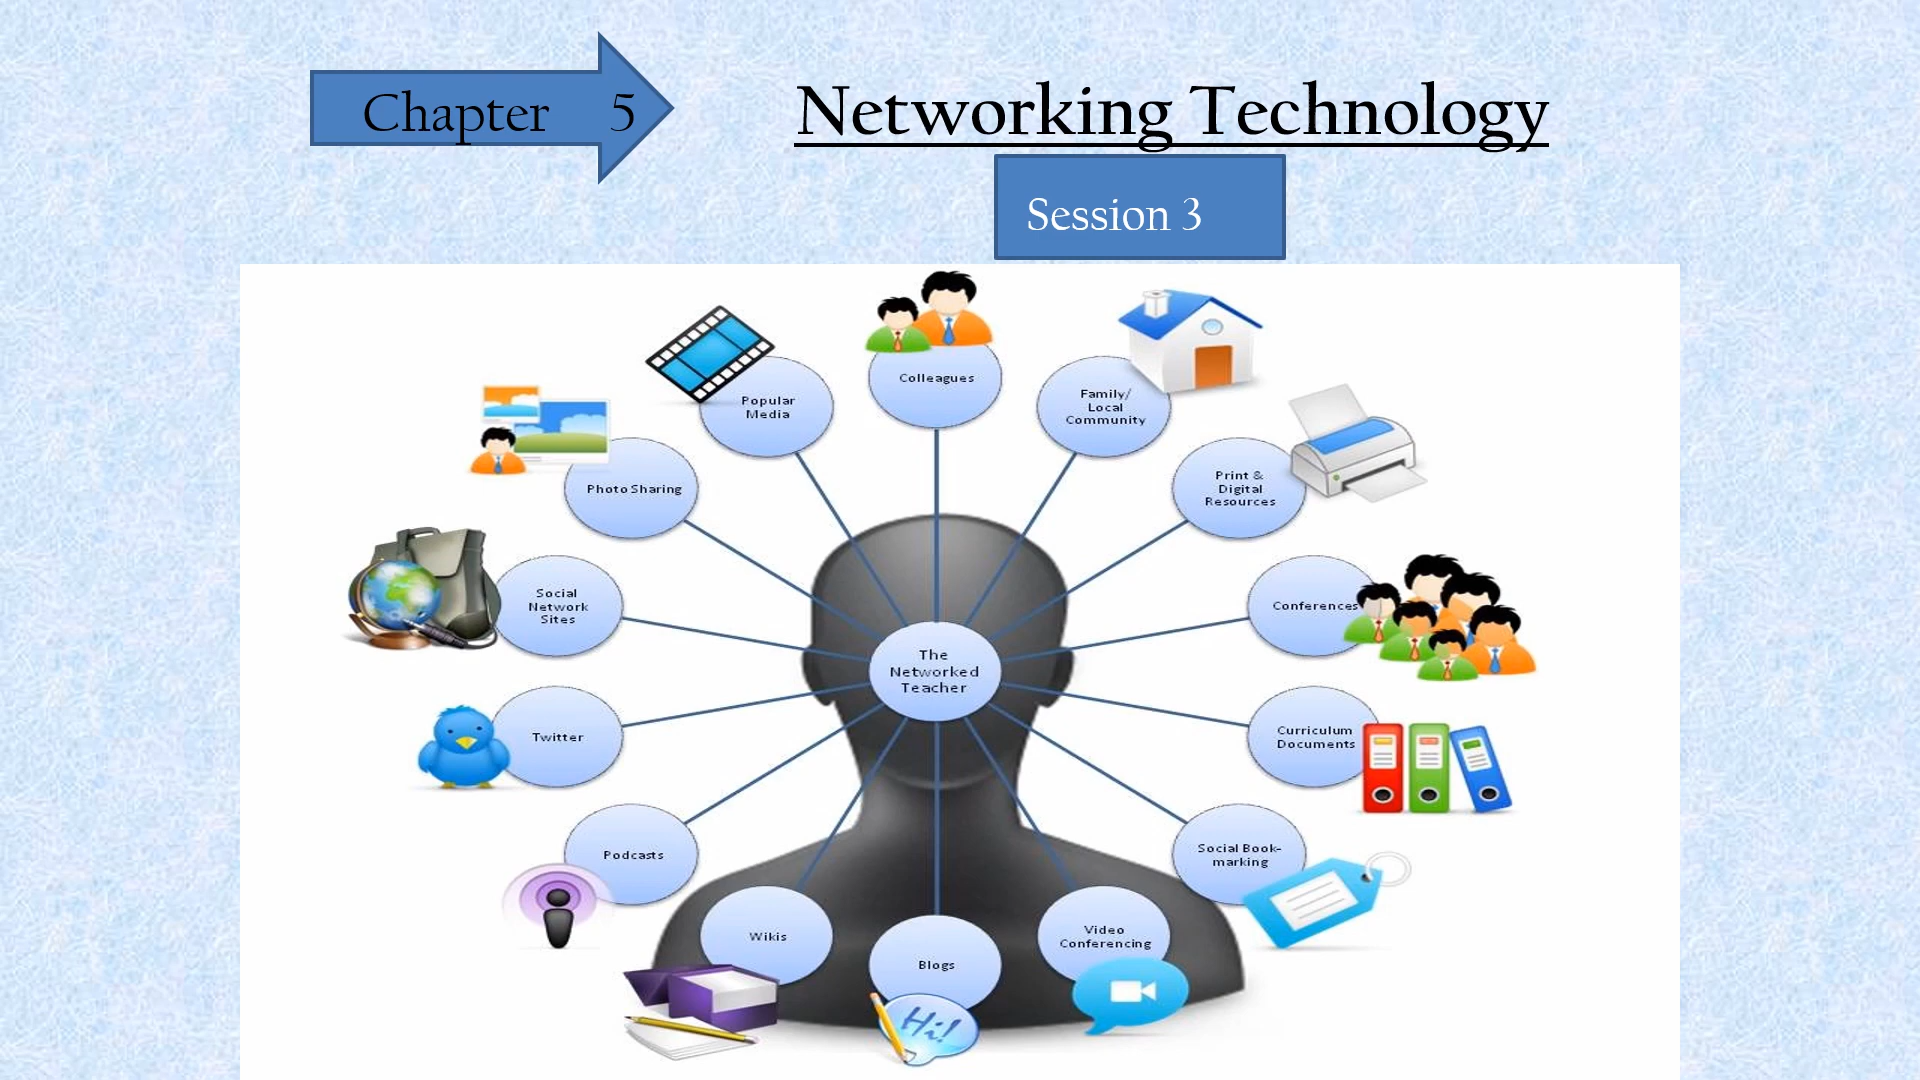 Chapter 5
Networking Technology
Session 3
Colleagues
Popular
Media
Family/
Local
Community
Photo Sharing
Print &
Digital
Resources
Social
Network
Sites
Conferences
The
Networked
Teacher
Twitter
Curriculum
Documents
Podcasts
Social Book-
marking
Wikis
Blogs
Video
Conferencing
Hi!